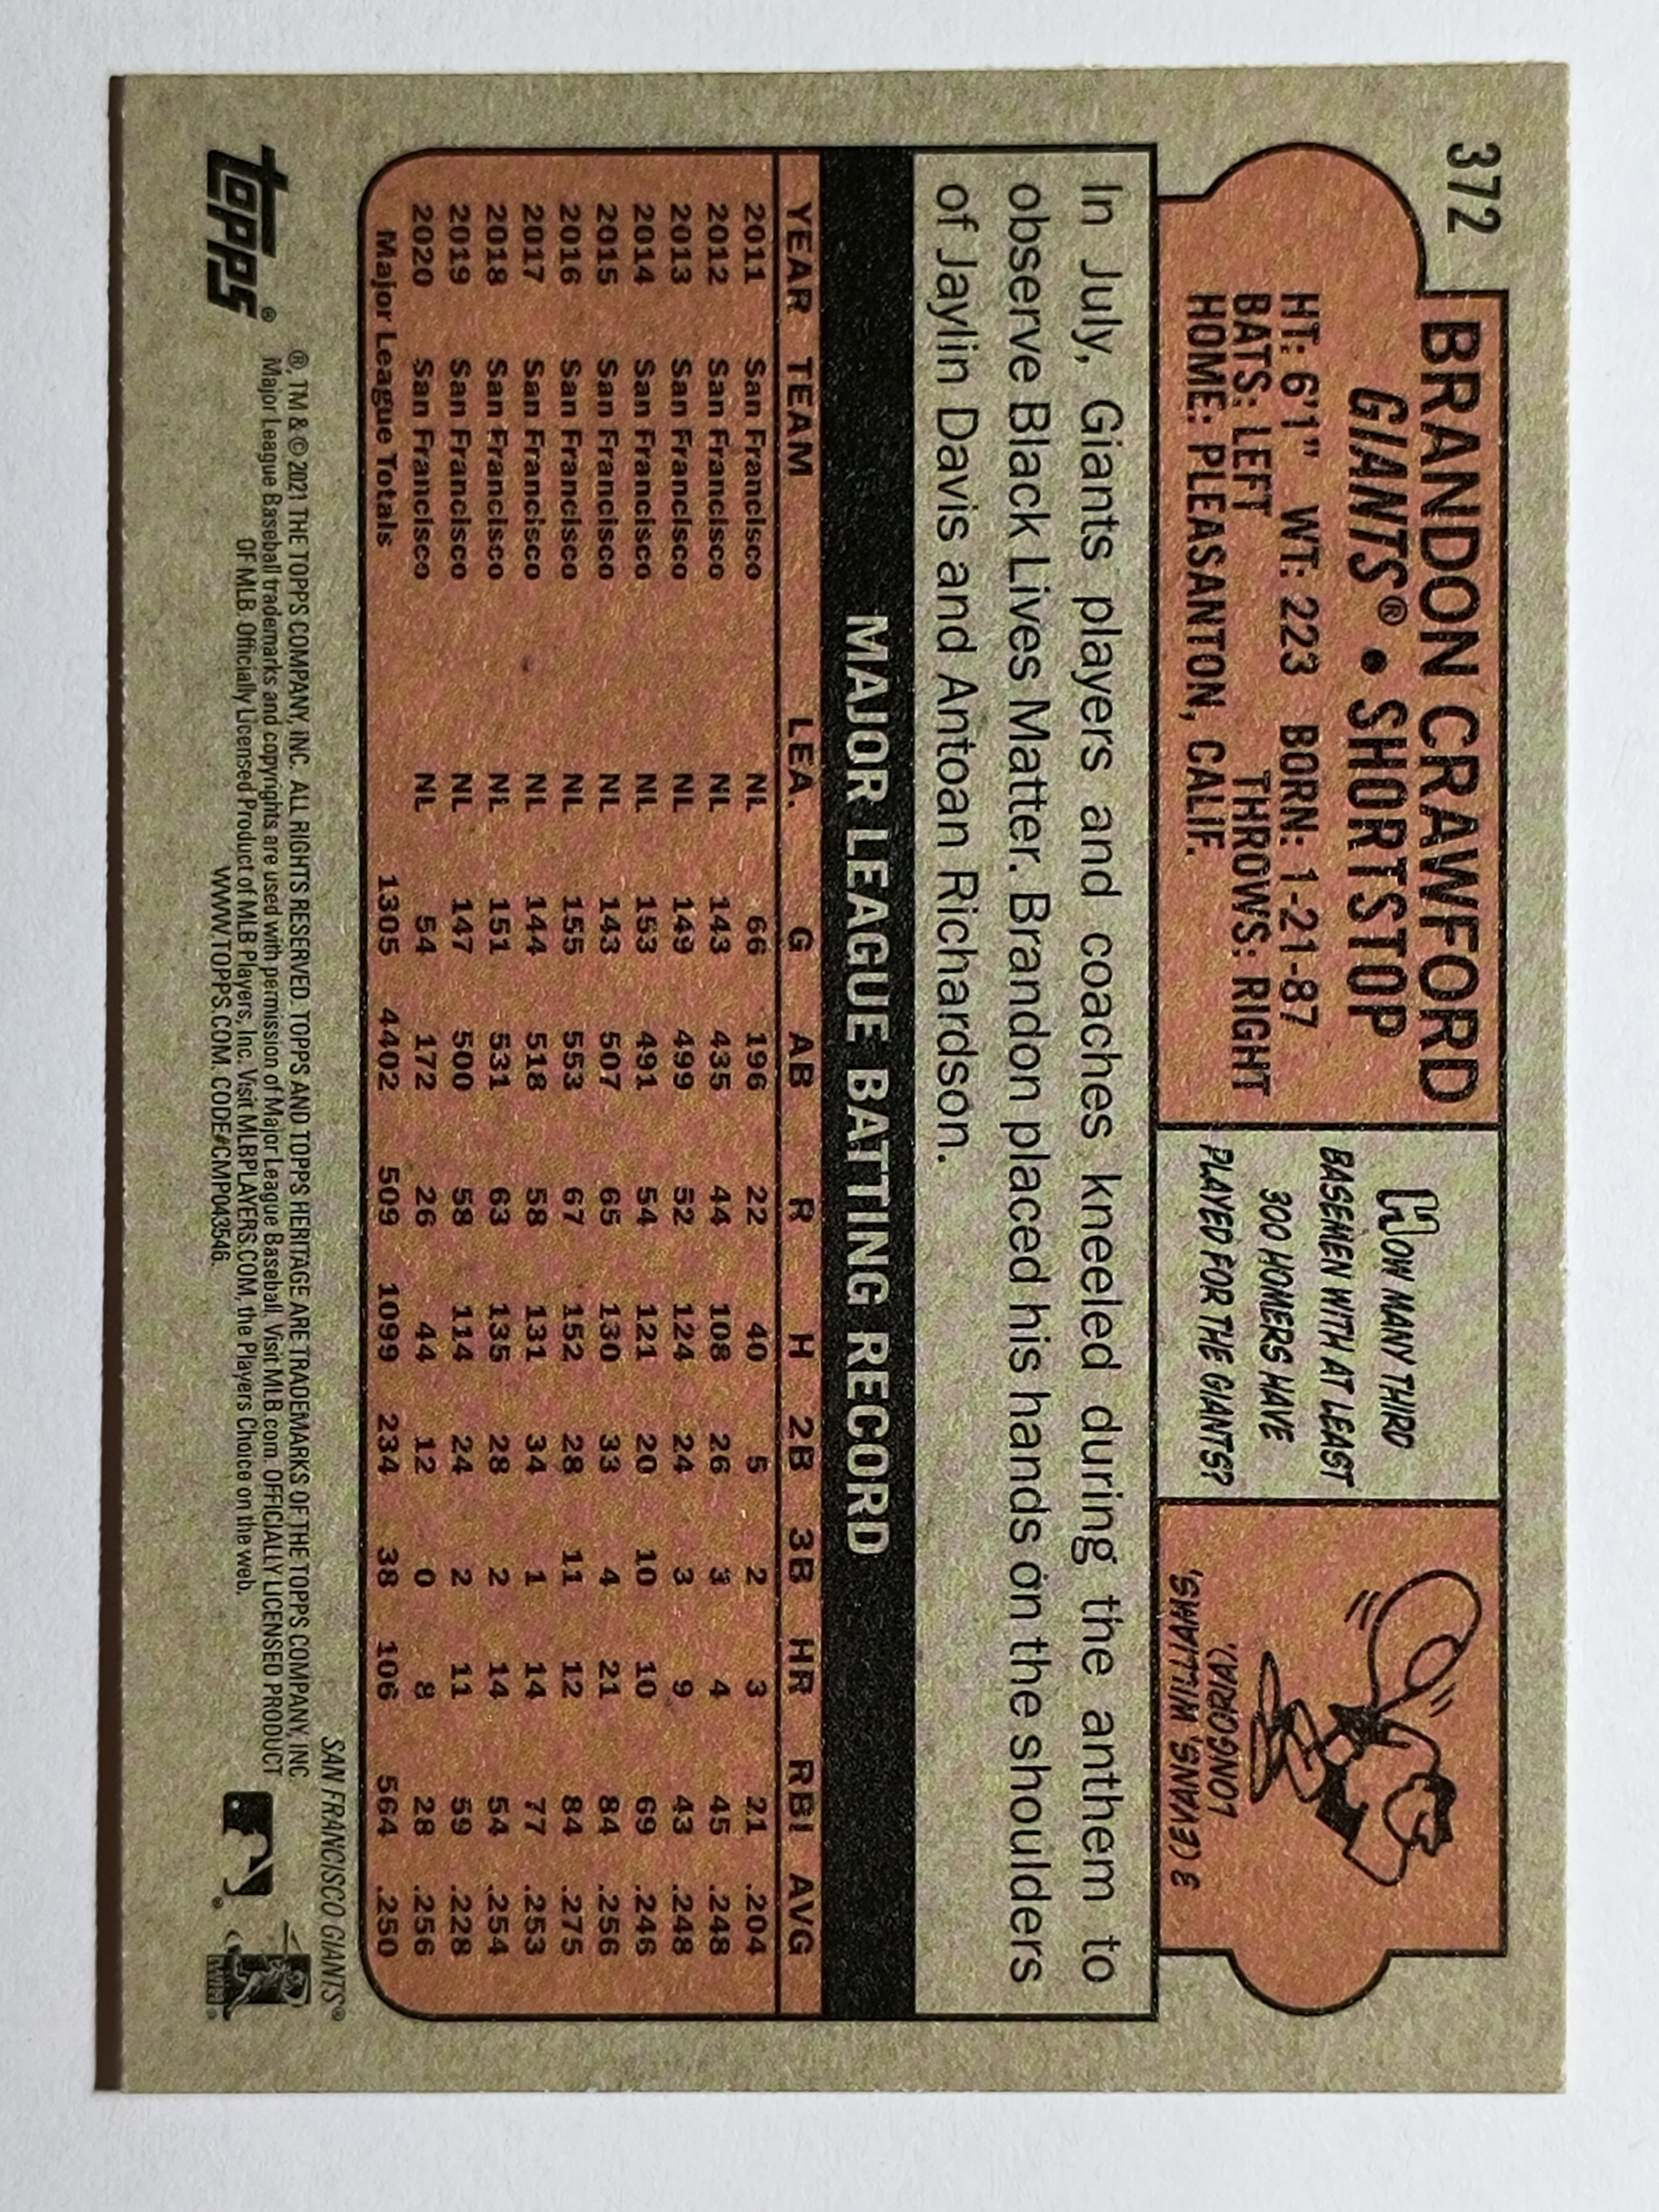 372
BRANDON CRAWFORD
GIANTS® • SHORTSTOP
HT: 6'1" WT: 223 BORN: 1-21-87
BATS: LEFT THROWS: RIGHT
HOME: PLEASANTON, CALIF.
HOW MANY THIRD
BASEMEN WITH AT LEAST
300 HOMERS HAVE
PLAYED FOR THE GIANTS?
3 (EVANS, WILLIAMS,
LONGORIA).
In July, Giants players and coaches kneeled during the anthem to
observe Black Lives Matter. Brandon placed his hands on the shoulders
of Jaylin Davis and Antoan Richardson.
MAJOR LEAGUE BATTING RECORD
YEAR TEAM LEA. G AB R H 2B 3B HR RBI AVG
2011 San Francisco NL 66 196 22 40 5 2 3 21 .204
2012 San Francisco NL 143 435 44 108 26 3 4 45 .248
2013 San Francisco NL 149 499 52 124 24 3 9 43 .248
2014 San Francisco NL 153 491 54 121 20 10 10 69 .246
2015 San Francisco NL 143 507 65 130 33 4 21 84 .256
2016 San Francisco NL 155 553 67 152 28 11 12 84 .275
2017 San Francisco NL 144 518 58 131 34 1 14 77 .253
2018 San Francisco NL 151 531 63 135 28 2 14 54 .254
2019 San Francisco NL 147 500 58 114 24 2 11 59 .228
2020 San Francisco NL 54 172 26 44 12 0 8 28 .256
Major League Totals 1305 4402 509 1099 234 38 106 564 .250
SAN FRANCISCO GIANTS®
topps®
®, TM & © 2021 THE TOPPS COMPANY, INC. ALL RIGHTS RESERVED. TOPPS AND TOPPS HERITAGE ARE TRADEMARKS OF THE TOPPS COMPANY, INC
Major League Baseball trademarks and copyrights are used with permission of Major League Baseball. Visit MLB.com. OFFICIALLY LICENSED PRODUCT
OF MLB. Officially Licensed Product of MLB Players, Inc. Visit MLBPLAYERS.COM, the Players Choice on the web.
WWW.TOPPS.COM. CODE#CMP043546.